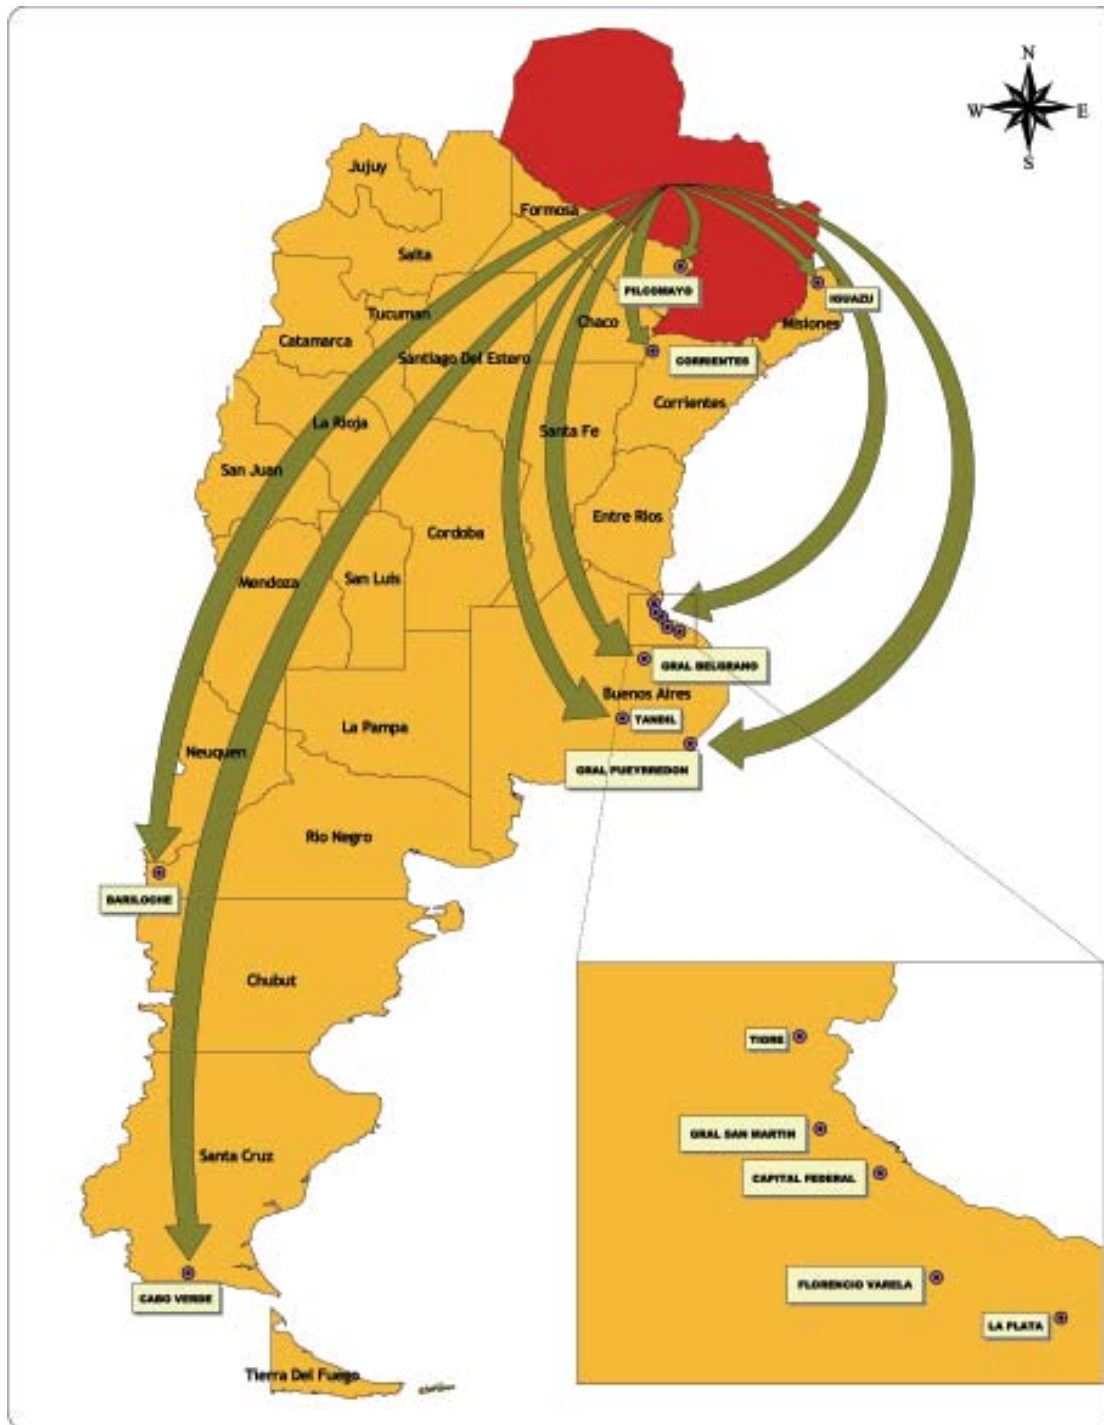 N
W E
S
Jujuy
Formosa
Salta
PILCOMAYO
IGUAZU
Tucuman
Chaco
Misiones
Catamarca
Santiago Del Estero
CORRIENTES
Corrientes
La Rioja
Santa Fe
San Juan
Entre Rios
Cordoba
Mendoza
San Luis
GRAL BELGRANO
Buenos Aires
TANDIL
La Pampa
Neuquen
GRAL PUEYRREDON
Rio Negro
BARILOCHE
Chubut
TIGRE
GRAL SAN MARTIN
Santa Cruz
CAPITAL FEDERAL
FLORENCIO VARELA
CABO VERDE
LA PLATA
Tierra Del Fuego